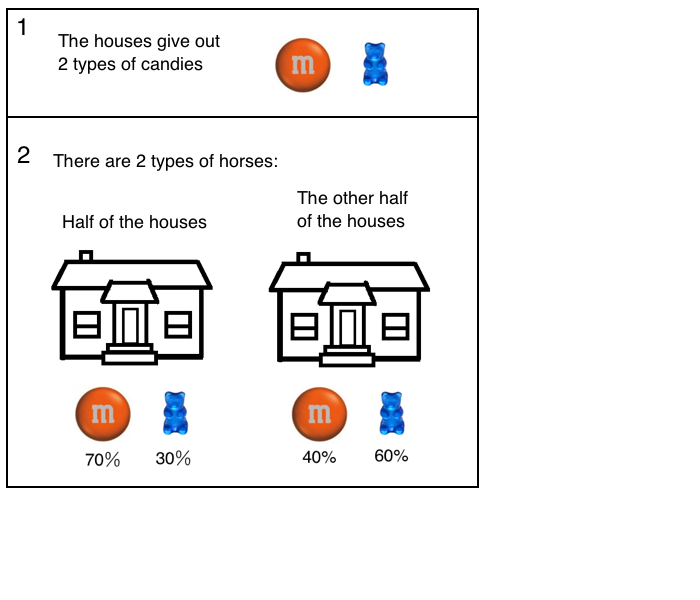 1
The houses give out
2 types of candies
m
2
There are 2 types of horses:
Half of the houses
The other half
of the houses
m
70% 30%
m
40% 60%